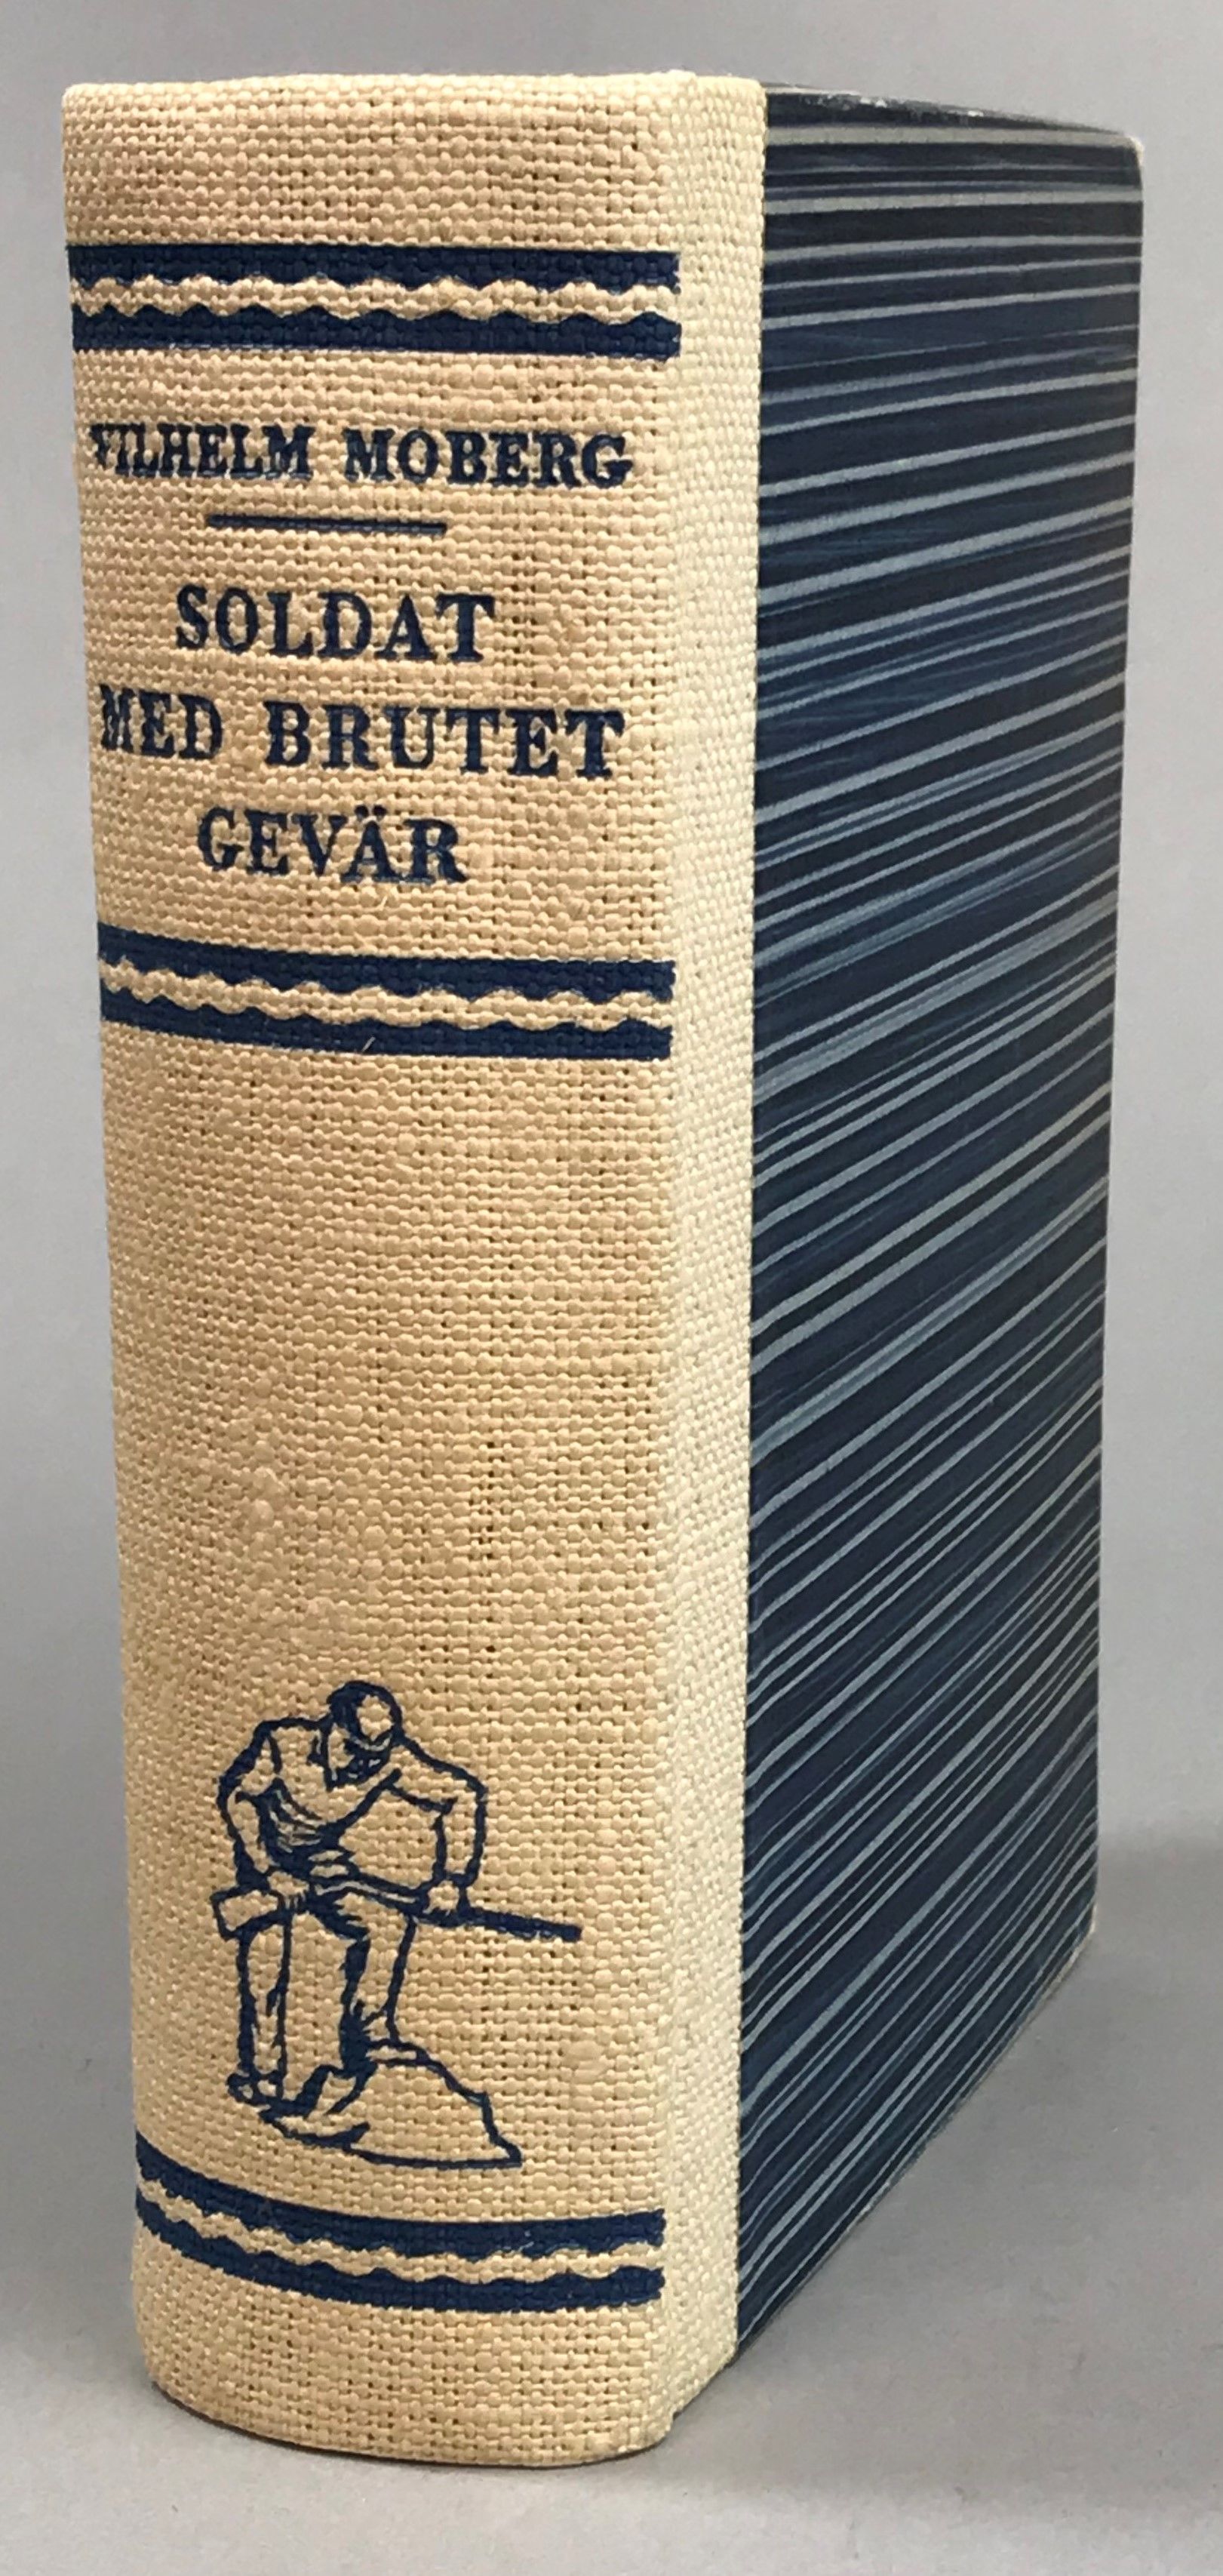 VILHELM MOBERG
SOLDAT
MED BRUTET
GEVÄR